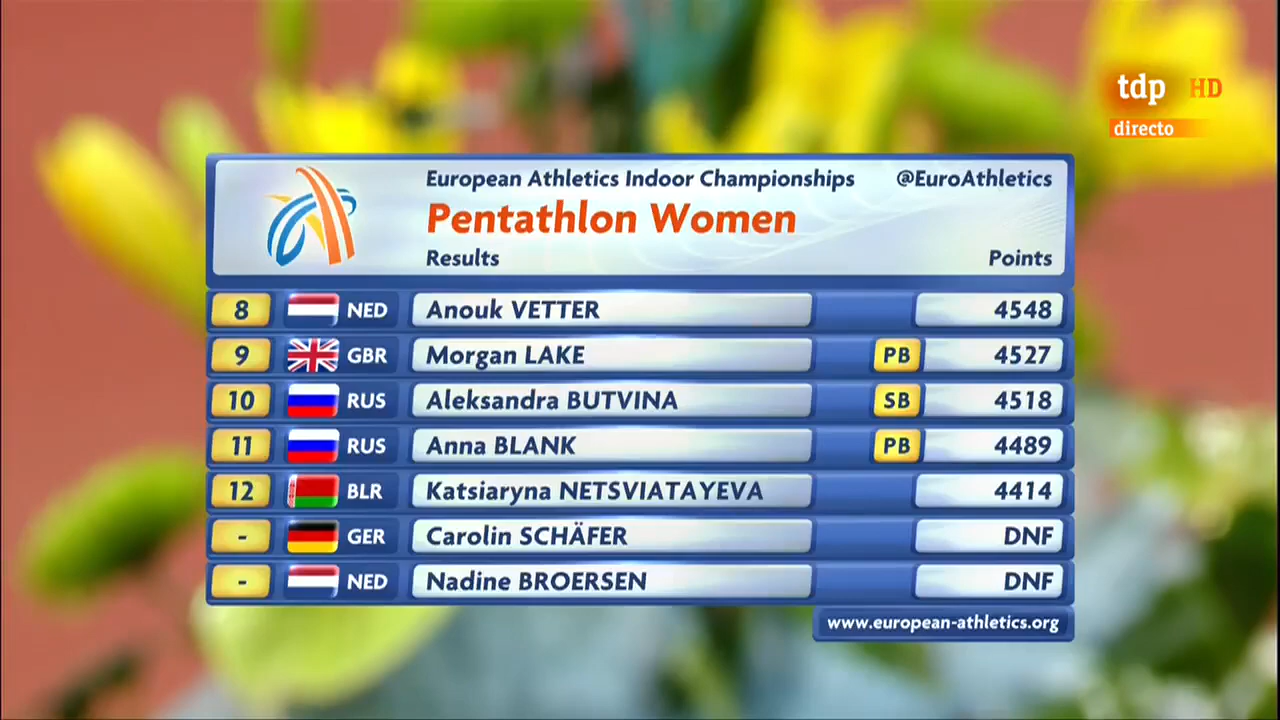 tdp HD
directo
European Athletics Indoor Championships @EuroAthletics
Pentathlon Women
Results Points
8 NED Anouk VETTER 4548
9 GBR Morgan LAKE PB 4527
10 RUS Aleksandra BUTVINA SB 4518
11 RUS Anna BLANK PB 4489
12 BLR Katsiaryna NETSVIATAYEVA 4414
- GER Carolin SCHÄFER DNF
- NED Nadine BROERSEN DNF
www.european-athletics.org